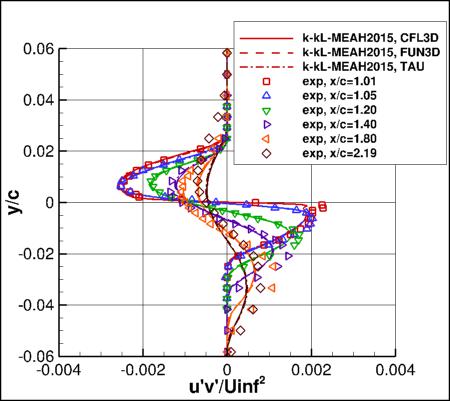 k-kL-MEAH2015, CFL3D
k-kL-MEAH2015, FUN3D
k-kL-MEAH2015, TAU
exp, x/c=1.01
exp, x/c=1.05
exp, x/c=1.20
exp, x/c=1.40
exp, x/c=1.80
exp, x/c=2.19
0.06
0.04
0.02
0
-0.02
-0.04
-0.06
y/c
-0.004
-0.002
0
0.002
0.004
u'v'/Uinf²